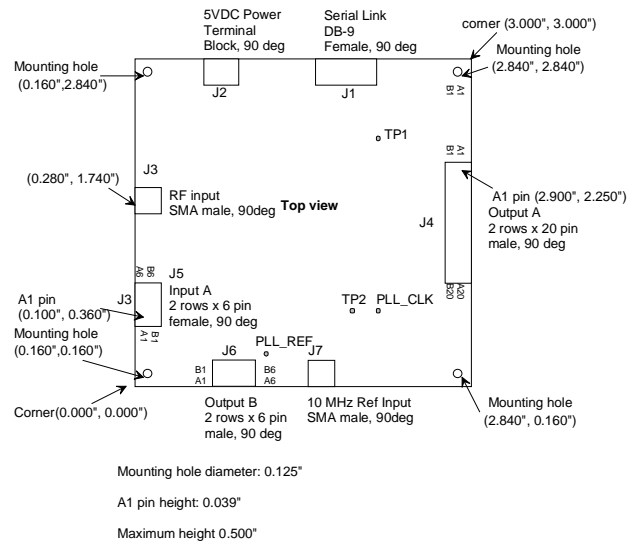 5VDC Power
Terminal
Block, 90 deg
Serial Link
DB-9
Female, 90 deg
corner (3.000", 3.000")
Mounting hole
(0.160",2.840")
Mounting hole
(2.840", 2.840")
J2
J1
B1
A1
TP1
B1
A1
J3
(0.280", 1.740")
RF input
SMA male, 90deg
Top view
J4
A1 pin (2.900", 2.250")
Output A
2 rows x 20 pin
male, 90 deg
A6
B6
J5
Input A
2 rows x 6 pin
female, 90 deg
B20
A20
A1 pin
(0.100", 0.360")
J3
TP2
PLL_CLK
Mounting hole
(0.160",0.160")
A1
B1
PLL_REF
J6
J7
B1
A1
B6
A6
Corner(0.000", 0.000")
Output B
2 rows x 6 pin
male, 90 deg
10 MHz Ref Input
SMA male, 90deg
Mounting hole
(2.840", 0.160")
Mounting hole diameter: 0.125"
A1 pin height: 0.039"
Maximum height 0.500"